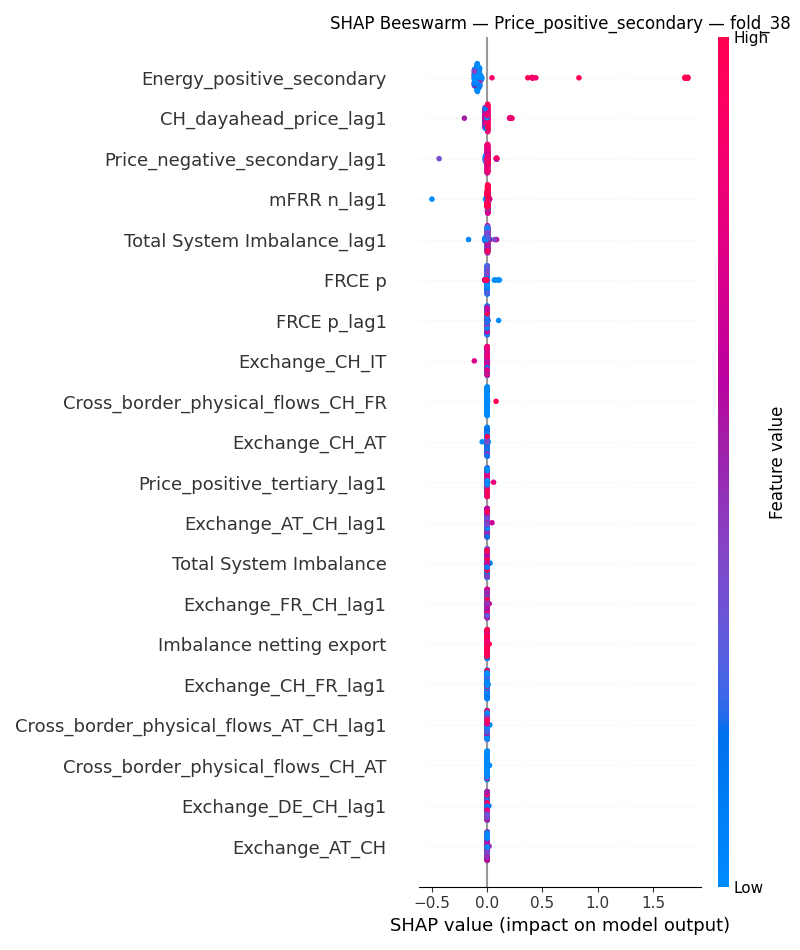 SHAP Beeswarm — Price_positive_secondary — fold_38
High
Energy_positive_secondary
CH_dayahead_price_lag1
Price_negative_secondary_lag1
mFRR n_lag1
Total System Imbalance_lag1
FRCE p
FRCE p_lag1
Exchange_CH_IT
Cross_border_physical_flows_CH_FR
Exchange_CH_AT
Price_positive_tertiary_lag1
Exchange_AT_CH_lag1
Total System Imbalance
Exchange_FR_CH_lag1
Imbalance netting export
Exchange_CH_FR_lag1
Cross_border_physical_flows_AT_CH_lag1
Cross_border_physical_flows_CH_AT
Exchange_DE_CH_lag1
Exchange_AT_CH
Feature value
Low
−0.5 0.0 0.5 1.0 1.5
SHAP value (impact on model output)